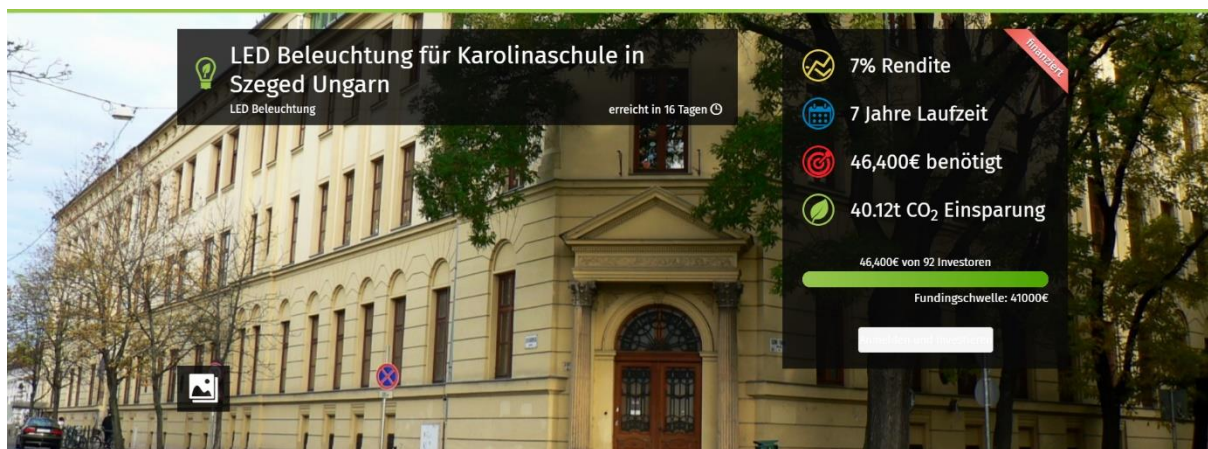 LED Beleuchtung für Karolinaschule in
Szeged Ungarn
LED Beleuchtung
erreicht in 16 Tagen
finanziert
7% Rendite
7 Jahre Laufzeit
46,400€ benötigt
40.12t CO₂ Einsparung
46,400€ von 92 Investoren
Fundingschwelle: 41000€